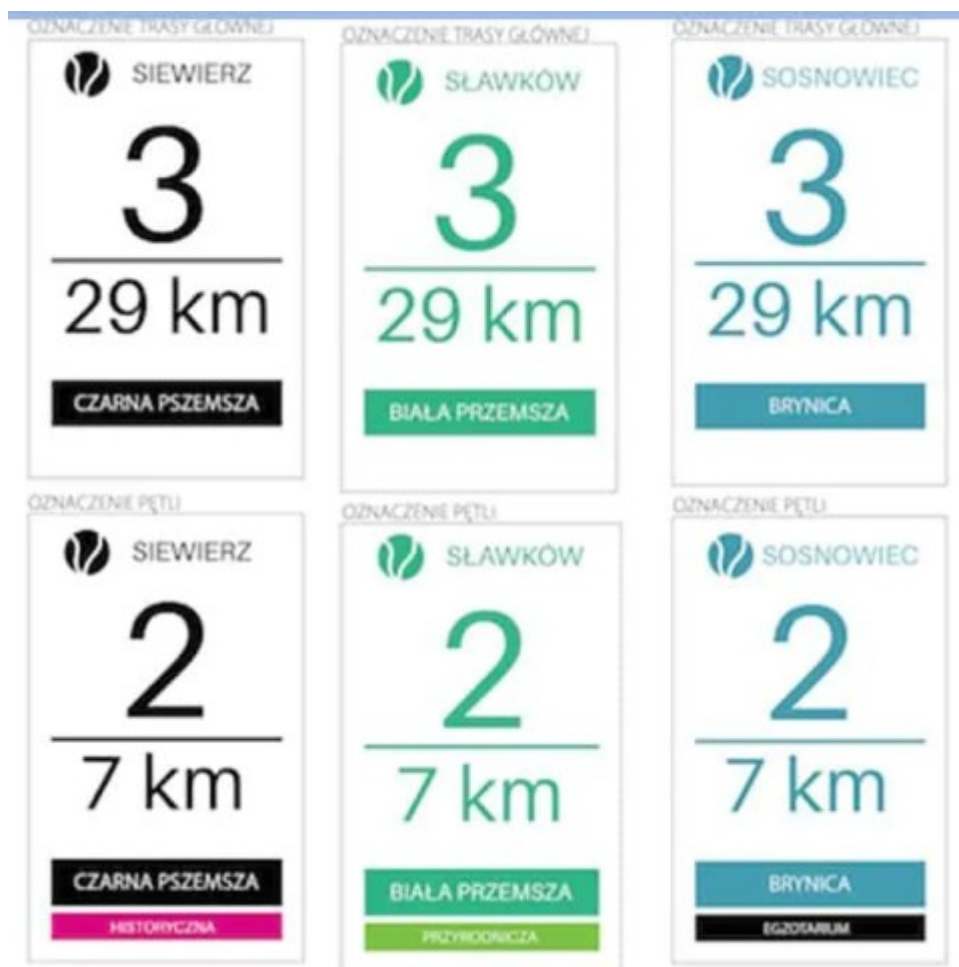 OZNACZENIE TRASY GŁÓWNEJ
SIEWIERZ
3
29 km
CZARNA PSZEMSZA
OZNACZENIE TRASY GŁÓWNEJ
SŁAWKÓW
3
29 km
BIAŁA PRZEMSZA
OZNACZENIE TRASY GŁÓWNEJ
SOSNOWIEC
3
29 km
BRYNICA
OZNACZENIE PĘTLI
SIEWIERZ
2
7 km
CZARNA PSZEMSZA
HISTORYCZNA
OZNACZENIE PĘTLI
SŁAWKÓW
2
7 km
BIAŁA PRZEMSZA
PRZYRODNICZA
OZNACZENIE PĘTLI
SOSNOWIEC
2
7 km
BRYNICA
EGZOTARIUM